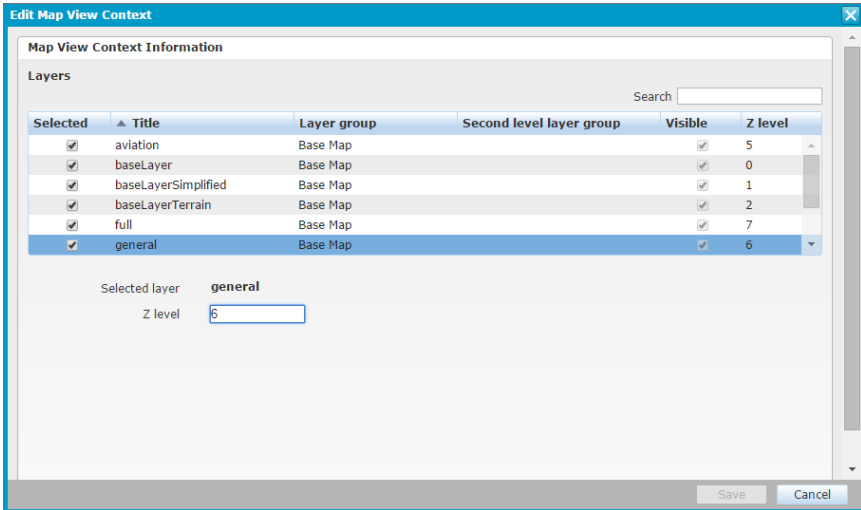 Edit Map View Context
Map View Context Information
Layers
Search
Selected Title Layer group Second level layer group Visible Z level
aviation Base Map 5
baseLayer Base Map 0
baseLayerSimplified Base Map 1
baseLayerTerrain Base Map 2
full Base Map 7
general Base Map 6
Selected layer general
Z level 6
Save Cancel